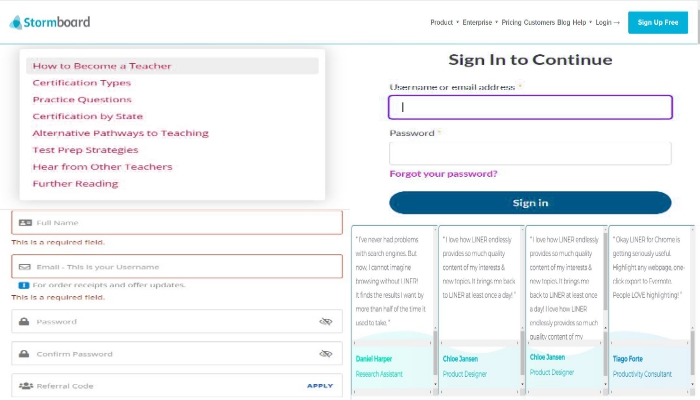 Stormboard
Product Enterprise Pricing Customers Blog Help Login → Sign Up Free
How to Become a Teacher
Certification Types
Practice Questions
Certification by State
Alternative Pathways to Teaching
Test Prep Strategies
Hear from Other Teachers
Further Reading
Sign In to Continue
Username or email address *
Password *
Forgot your password?
Sign in
Full Name
This is a required field.
Email - This is your Username
For order receipts and offer updates.
This is a required field.
Password
Confirm Password
Referral Code APPLY
" I've never had problems
with search engines. But
now, I cannot imagine
browsing without LINER!
It finds the results I want by
more than half of the time it
used to take. "
Daniel Harper
Research Assistant
" I love how LINER endlessly
provides so much quality
content of my interests &
new topics. It brings me back
to LINER at least once a day! "
Chloe Jansen
Product Designer
" I love how LINER endlessly
provides so much quality
content of my interests &
new topics. It brings me
back to LINER at least once
a day! I love how LINER
endlessly provides so much
quality content of my
Chloe Jansen
Product Designer
" Okay LINER for Chrome is
getting seriously useful.
Highlight any webpage, one-
click export to Evernote,
People LOVE highlighting! "
Tiago Forte
Productivity Consultant